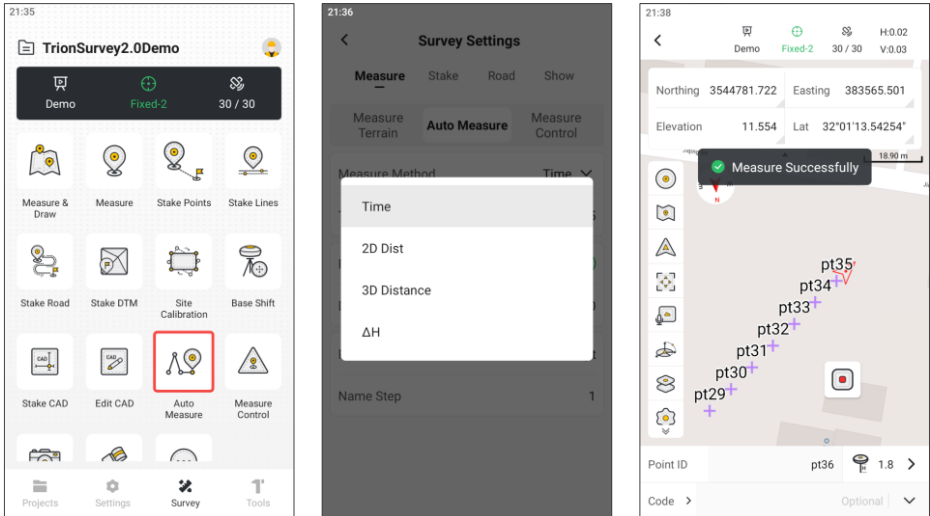 21:35
TrionSurvey2.0Demo
Demo
Fixed-2
30 / 30
Measure &
Draw
Measure
Stake Points
Stake Lines
Stake Road
Stake DTM
Site
Calibration
Base Shift
CAD
CAD
Stake CAD
Edit CAD
Auto
Measure
Measure
Control
Projects
Settings
Survey
Tools
21:36
Survey Settings
Measure
Stake
Road
Show
Measure
Terrain
Auto Measure
Measure
Control
Measure Method
Time
Time
2D Dist
3D Distance
ΔH
Name Step
1
21:38
Demo
Fixed-2
30 / 30
H:0.02
V:0.03
Northing 3544781.722
Easting 383565.501
Elevation 11.554
Lat 32°01'13.54254"
18.90 m
Measure Successfully
N
pt35
pt34
pt33
pt32
pt31
pt30
pt29
Point ID
pt36
1.8
Code
Optional